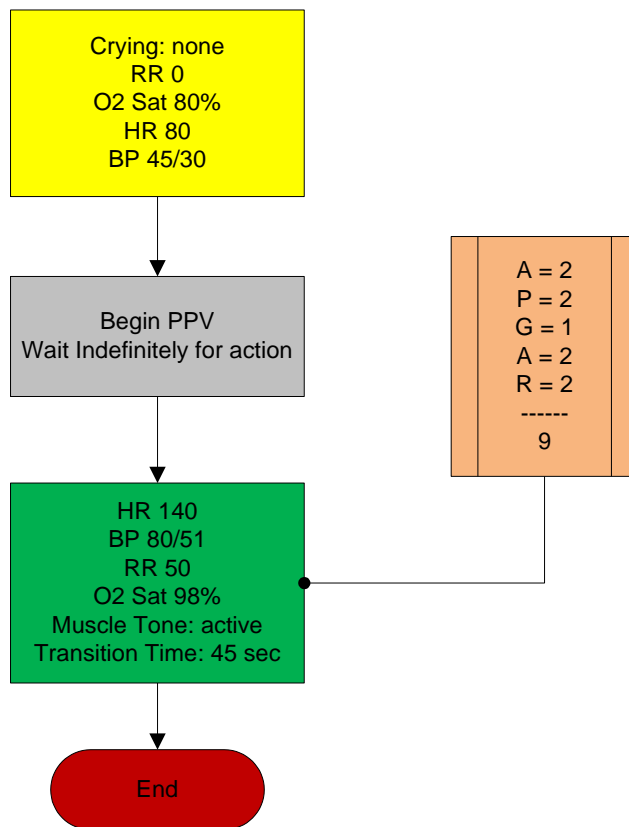 Crying: none
RR 0
O2 Sat 80%
HR 80
BP 45/30
Begin PPV
Wait Indefinitely for action
A = 2
P = 2
G = 1
A = 2
R = 2
------
9
HR 140
BP 80/51
RR 50
O2 Sat 98%
Muscle Tone: active
Transition Time: 45 sec
End